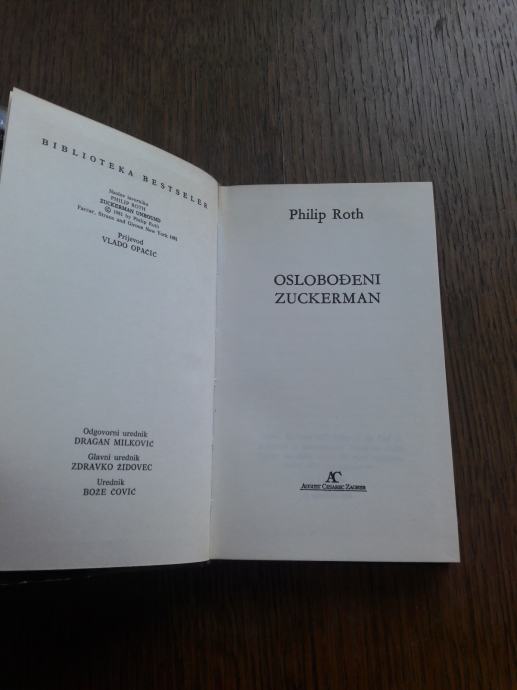 BIBLIOTEKA BESTSELER
Naslov izvornika
PHILIP ROTH
ZUCKERMAN UNBOUND
© 1981 by Philip Roth
Farrar, Straus and Giroux New York 1981
Prijevod
VLADO OPAČIĆ
Odgovorni urednik
DRAGAN MILKOVIĆ
Glavni urednik
ZDRAVKO ŽIDOVEC
Urednik
BOŽE ČOVIĆ
Philip Roth
OSLOBOĐENI
ZUCKERMAN
AC
AUGUST CESAREC ZAGREB